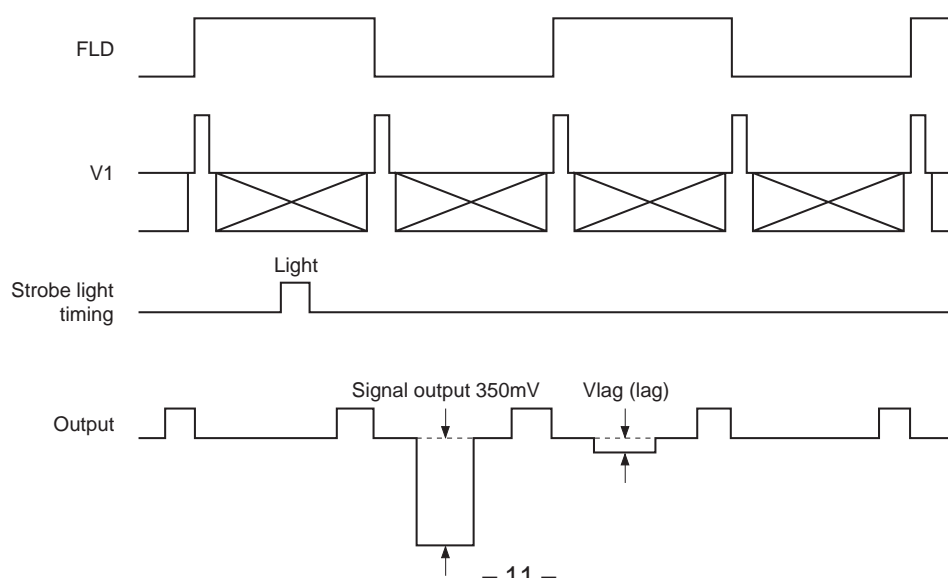 FLD
V1
Light
Strobe light
timing
Signal output 350mV
Vlag (lag)
Output
– 11 –